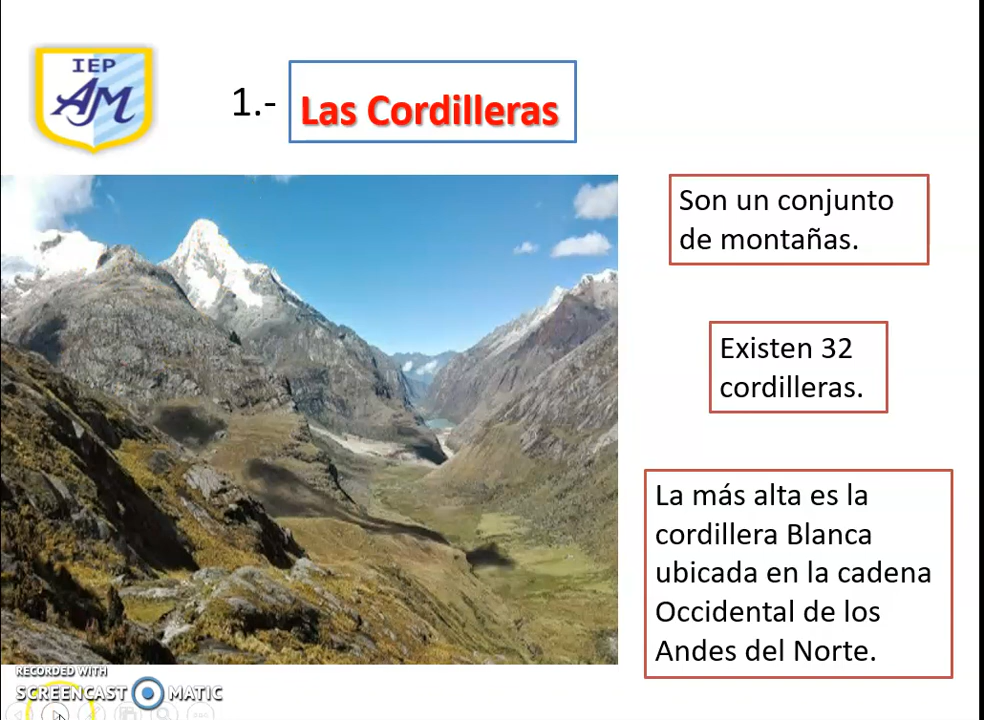 IEP
AM
1.- Las Cordilleras
Son un conjunto
de montañas.
Existen 32
cordilleras.
La más alta es la
cordillera Blanca
ubicada en la cadena
Occidental de los
Andes del Norte.
RECORDED WITH
SCREENCAST MATIC